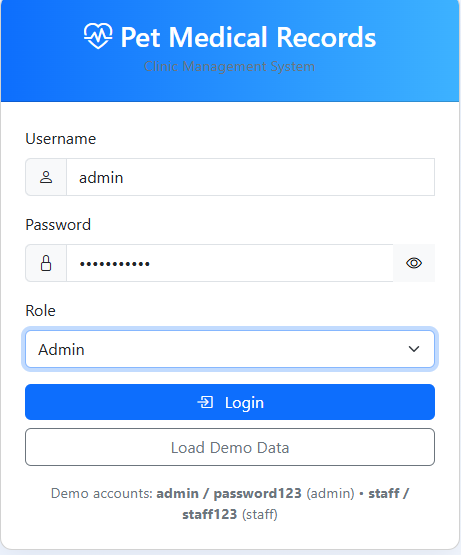 Pet Medical Records
Clinic Management System
Username
admin
Password
•••••••••••
Role
Admin
Login
Load Demo Data
Demo accounts: admin / password123 (admin) • staff /
staff123 (staff)